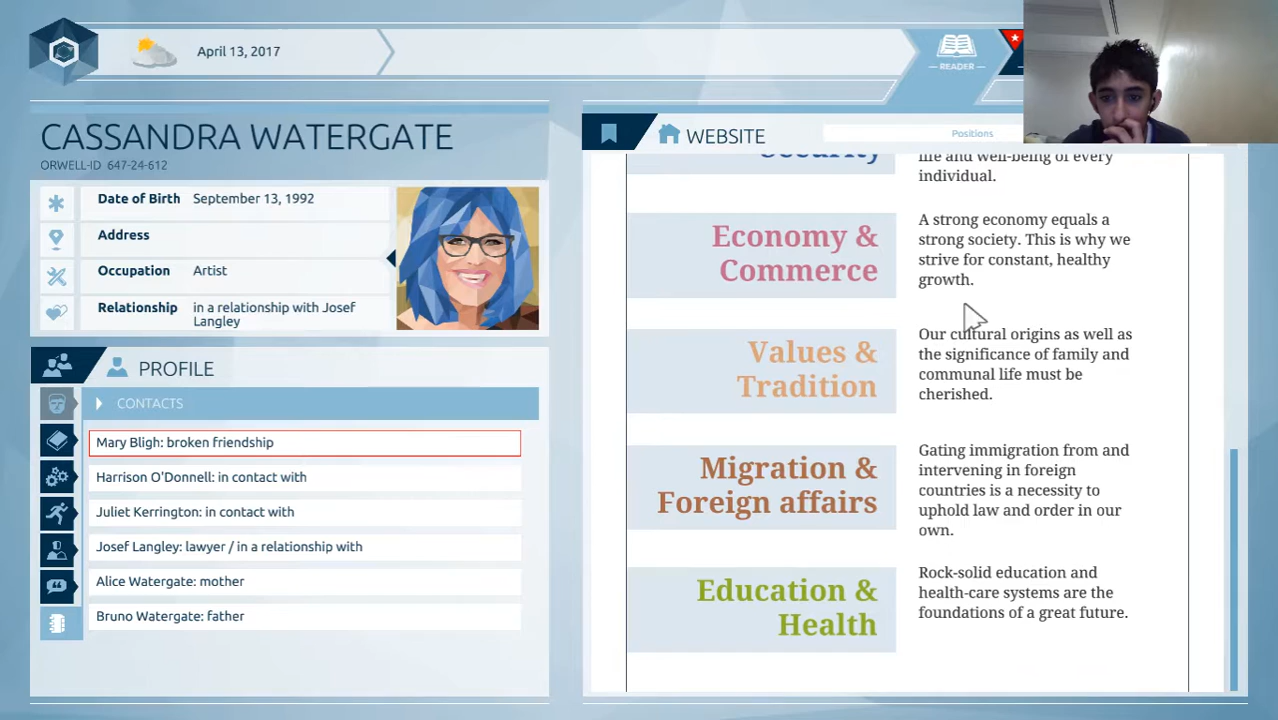 April 13, 2017
READER
CASSANDRA WATERGATE
ORWELL-ID 647-24-612
Date of Birth September 13, 1992
Address
Occupation Artist
Relationship in a relationship with Josef
Langley
PROFILE
CONTACTS
Mary Bligh: broken friendship
Harrison O'Donnell: in contact with
Juliet Kerrington: in contact with
Josef Langley: lawyer / in a relationship with
Alice Watergate: mother
Bruno Watergate: father
WEBSITE
Positions
Security
life and well-being of every
individual.
Economy &
Commerce
A strong economy equals a
strong society. This is why we
strive for constant, healthy
growth.
Values &
Tradition
Our cultural origins as well as
the significance of family and
communal life must be
cherished.
Migration &
Foreign affairs
Gating immigration from and
intervening in foreign
countries is a necessity to
uphold law and order in our
own.
Education &
Health
Rock-solid education and
health-care systems are the
foundations of a great future.